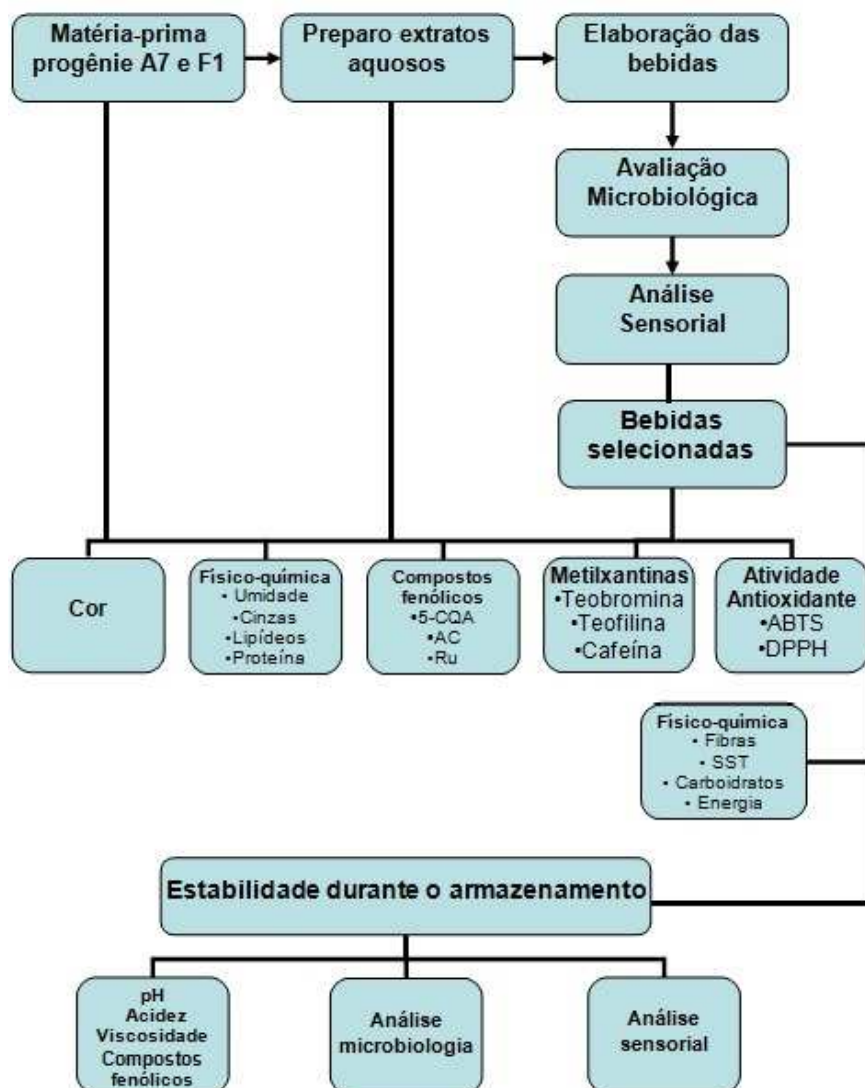 Matéria-prima
progênie A7 e F1
Preparo extratos
aquosos
Elaboração das
bebidas
Avaliação
Microbiológica
Análise
Sensorial
Bebidas
selecionadas
Cor
Físico-química
• Umidade
•Cinzas
•Lipídeos
•Proteína
Compostos
fenólicos
•5-CQA
•AC
•Ru
Metilxantinas
•Teobromina
•Teofilina
•Cafeína
Atividade
Antioxidante
•ABTS
•DPPH
Físico-química
• Fibras
• SST
• Carboidratos
• Energia
Estabilidade durante o armazenamento
pH
Acidez
Viscosidade
Compostos
fenólicos
Análise
microbiologia
Análise
sensorial